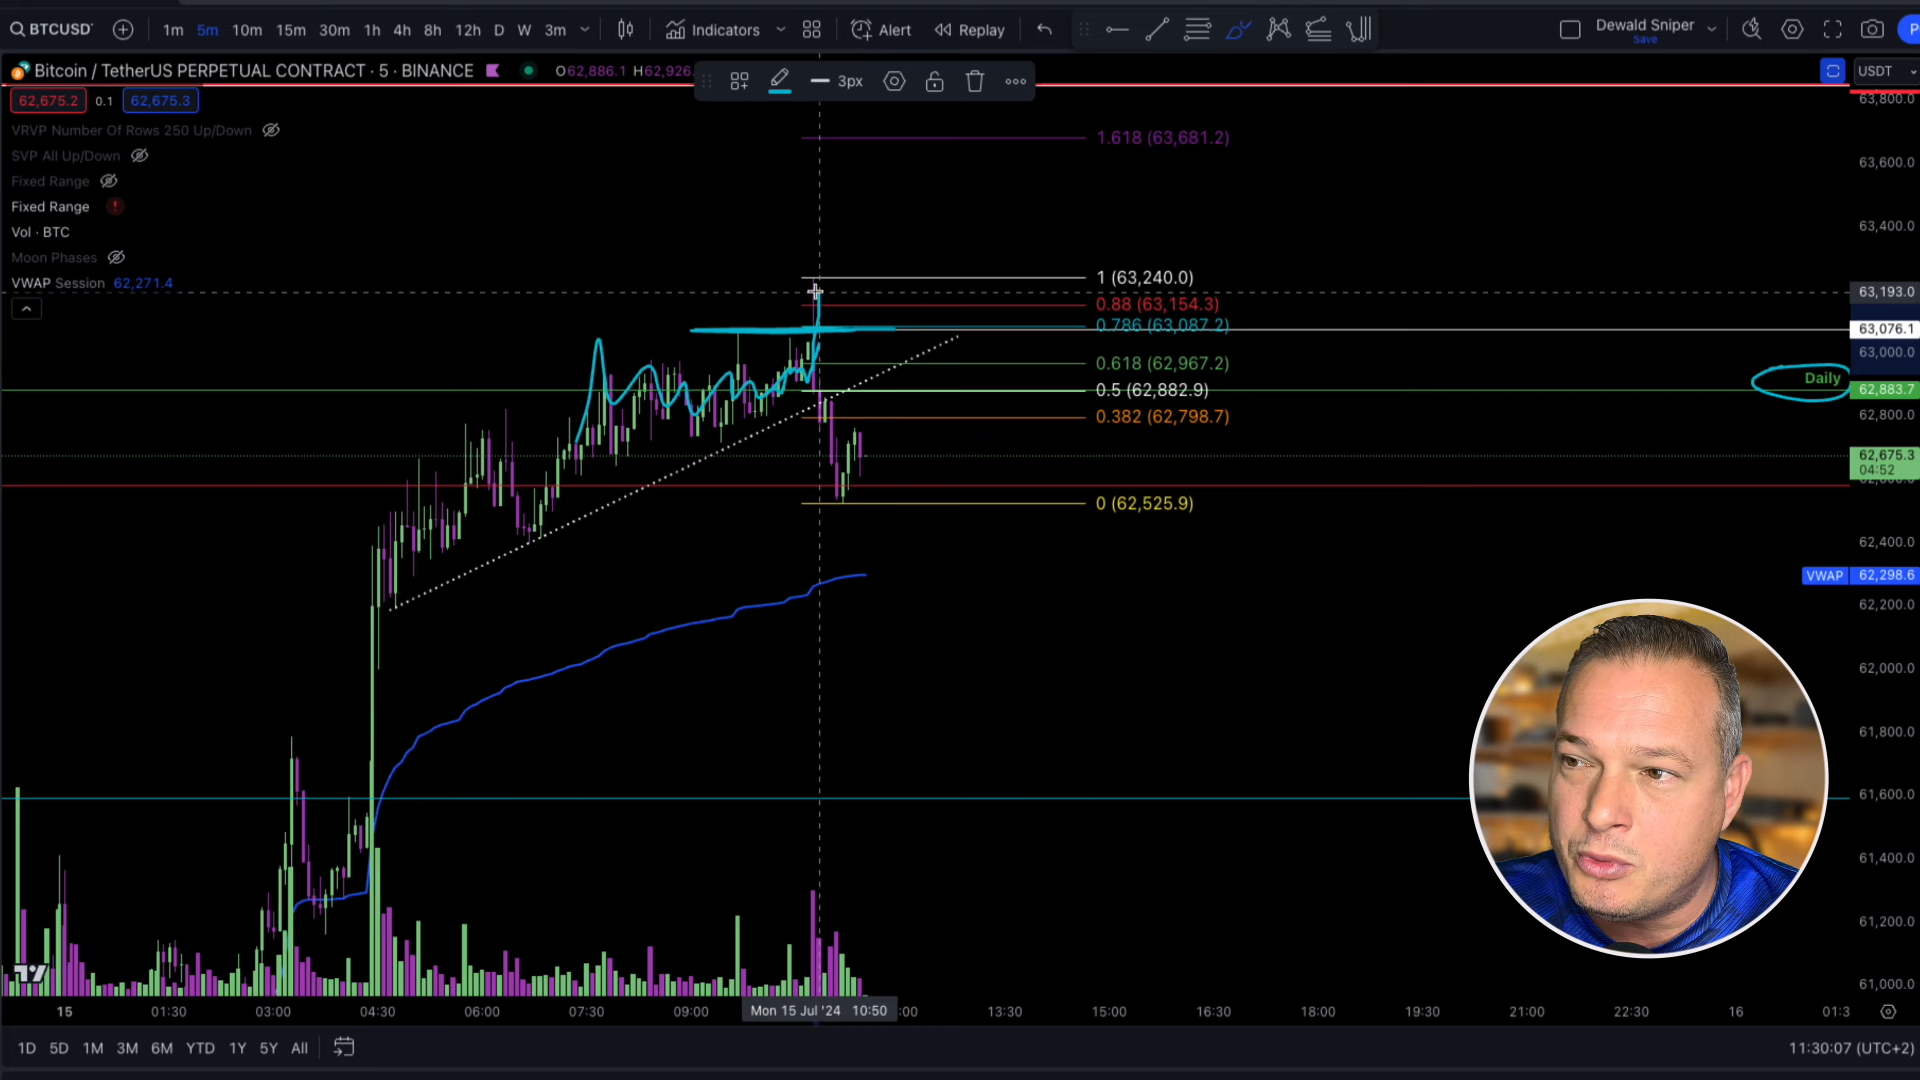 BTCUSD
1m 5m 10m 15m 30m 1h 4h 8h 12h D W 3m
Indicators
Alert
Replay
Dewald Sniper
Save
Bitcoin / TetherUS PERPETUAL CONTRACT · 5 · BINANCE
O62,886.1 H62,926.
3px
USDT
62,675.2 0.1 62,675.3
VRVP Number Of Rows 250 Up/Down
SVP All Up/Down
Fixed Range
Fixed Range
Vol · BTC
Moon Phases
VWAP Session 62,271.4
1.618 (63,681.2)
1 (63,240.0)
0.88 (63,154.3)
0.786 (63,087.2)
0.618 (62,967.2)
0.5 (62,882.9)
0.382 (62,798.7)
0 (62,525.9)
Daily
63,800.0
63,600.0
63,400.0
63,193.0
63,076.1
63,000.0
62,883.7
62,800.0
62,675.3
04:52
62,400.0
VWAP 62,298.6
62,200.0
62,000.0
61,800.0
61,600.0
61,400.0
61,200.0
61,000.0
15 01:30 03:00 04:30 06:00 07:30 09:00 Mon 15 Jul '24 10:50 :00 13:30 15:00 16:30 18:00 19:30 21:00 22:30 16 01:3
1D 5D 1M 3M 6M YTD 1Y 5Y All
11:30:07 (UTC+2)